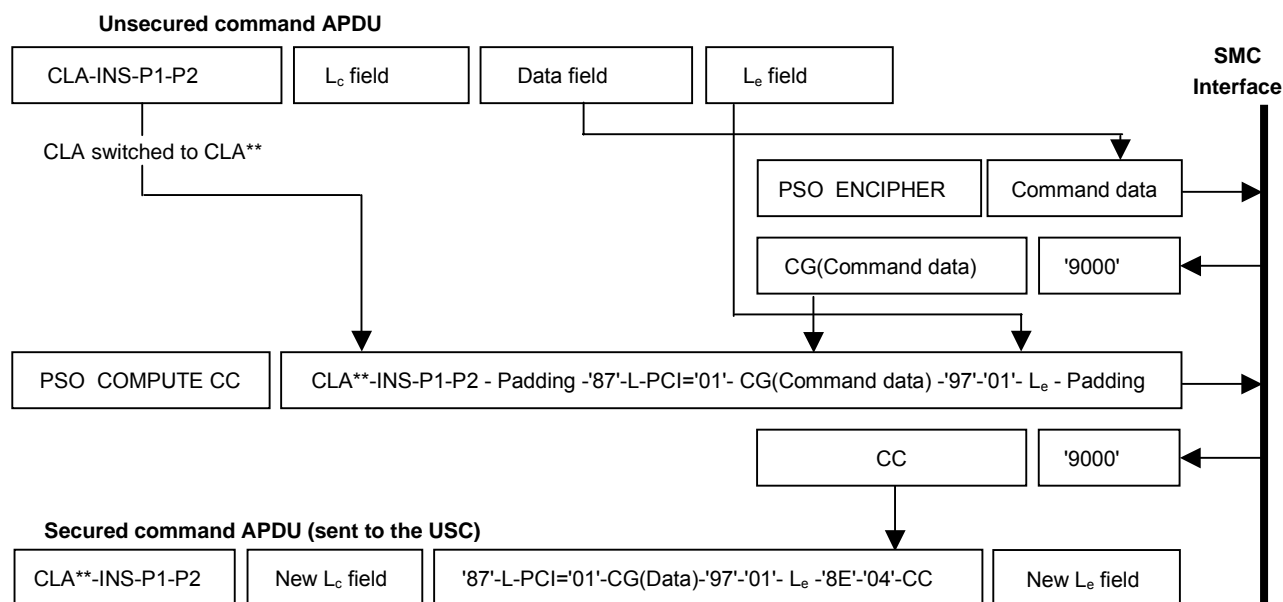 Unsecured command APDU
SMC
Interface
CLA-INS-P1-P2
Lc field
Data field
Le field
CLA switched to CLA**
PSO ENCIPHER
Command data
CG(Command data)
'9000'
PSO COMPUTE CC
CLA**-INS-P1-P2 - Padding -'87'-L-PCI='01'- CG(Command data) -'97'-'01'- Le - Padding
CC
'9000'
Secured command APDU (sent to the USC)
CLA**-INS-P1-P2
New Lc field
'87'-L-PCI='01'-CG(Data)-'97'-'01'- Le -'8E'-'04'-CC
New Le field